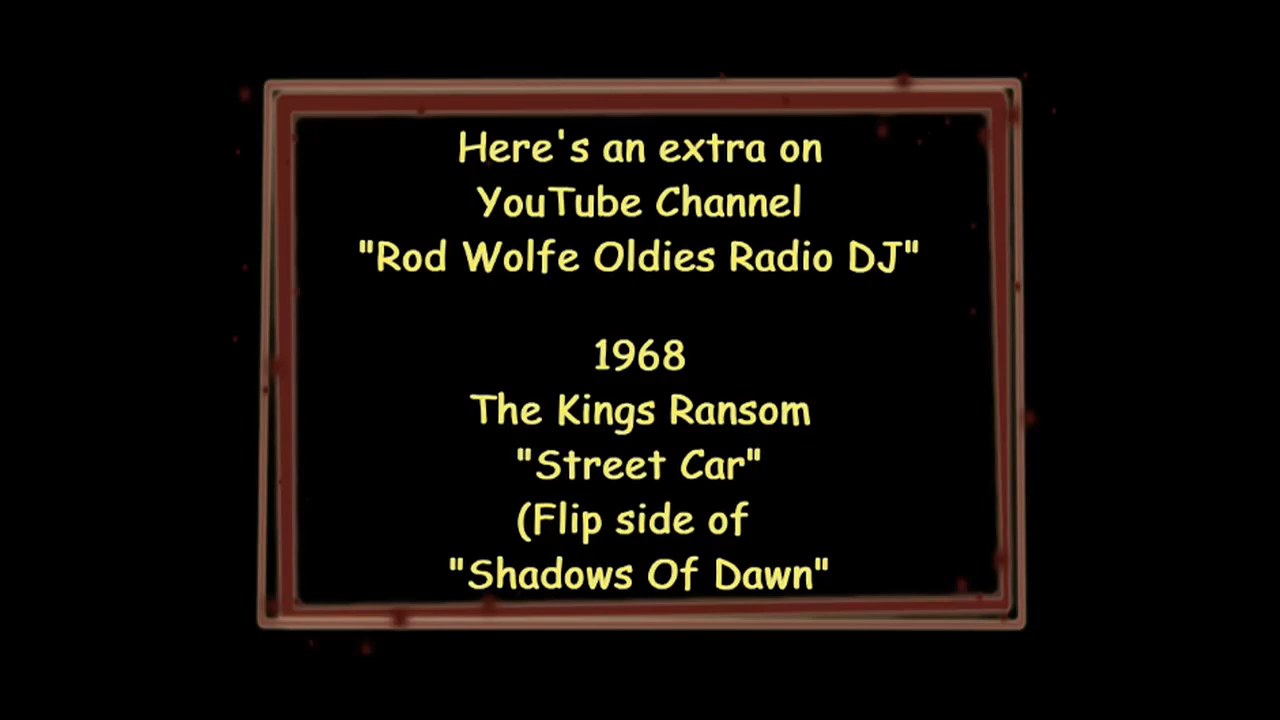 Here's an extra on
YouTube Channel
"Rod Wolfe Oldies Radio DJ"
1968
The Kings Ransom
"Street Car"
(Flip side of
"Shadows Of Dawn"